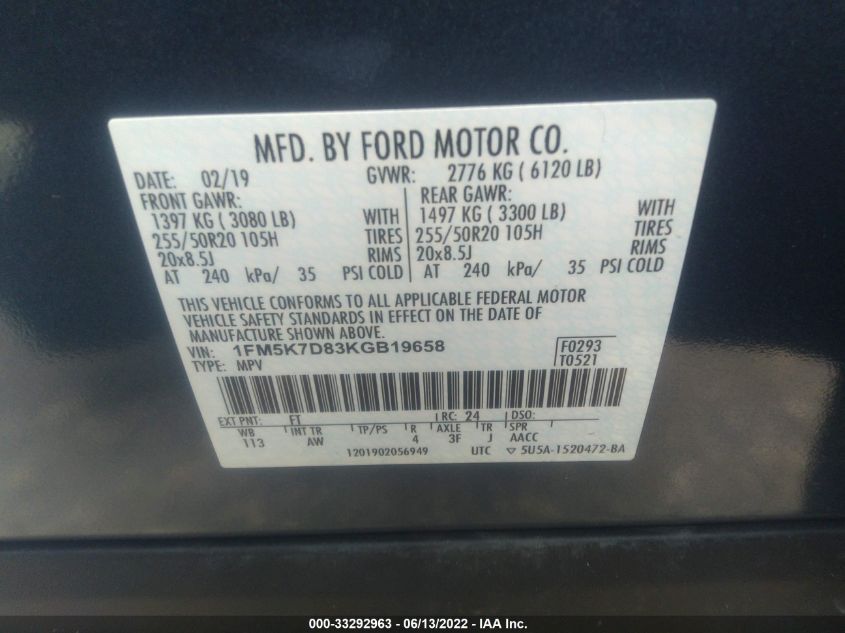 MFD. BY FORD MOTOR CO.
DATE: 02/19 GVWR: 2776 KG ( 6120 LB)
FRONT GAWR: REAR GAWR:
1397 KG ( 3080 LB) WITH 1497 KG ( 3300 LB) WITH
255/50R20 105H TIRES 255/50R20 105H TIRES
20x8.5J RIMS 20x8.5J RIMS
AT 240 kPa/ 35 PSI COLD AT 240 kPa/ 35 PSI COLD
THIS VEHICLE CONFORMS TO ALL APPLICABLE FEDERAL MOTOR
VEHICLE SAFETY STANDARDS IN EFFECT ON THE DATE OF
MANUFACTURE SHOWN ABOVE.
VIN: 1FM5K7D83KGB19658 F0293
TYPE: MPV T0521
EXT PNT: FT RC: 24 DSO:
WB INT TR TP/PS R AXLE TR SPR
113 AW 4 3F J AACC
1201902056949 UTC ▽ 5U5A-1520472-BA
000-33292963 - 06/13/2022 - IAA Inc.